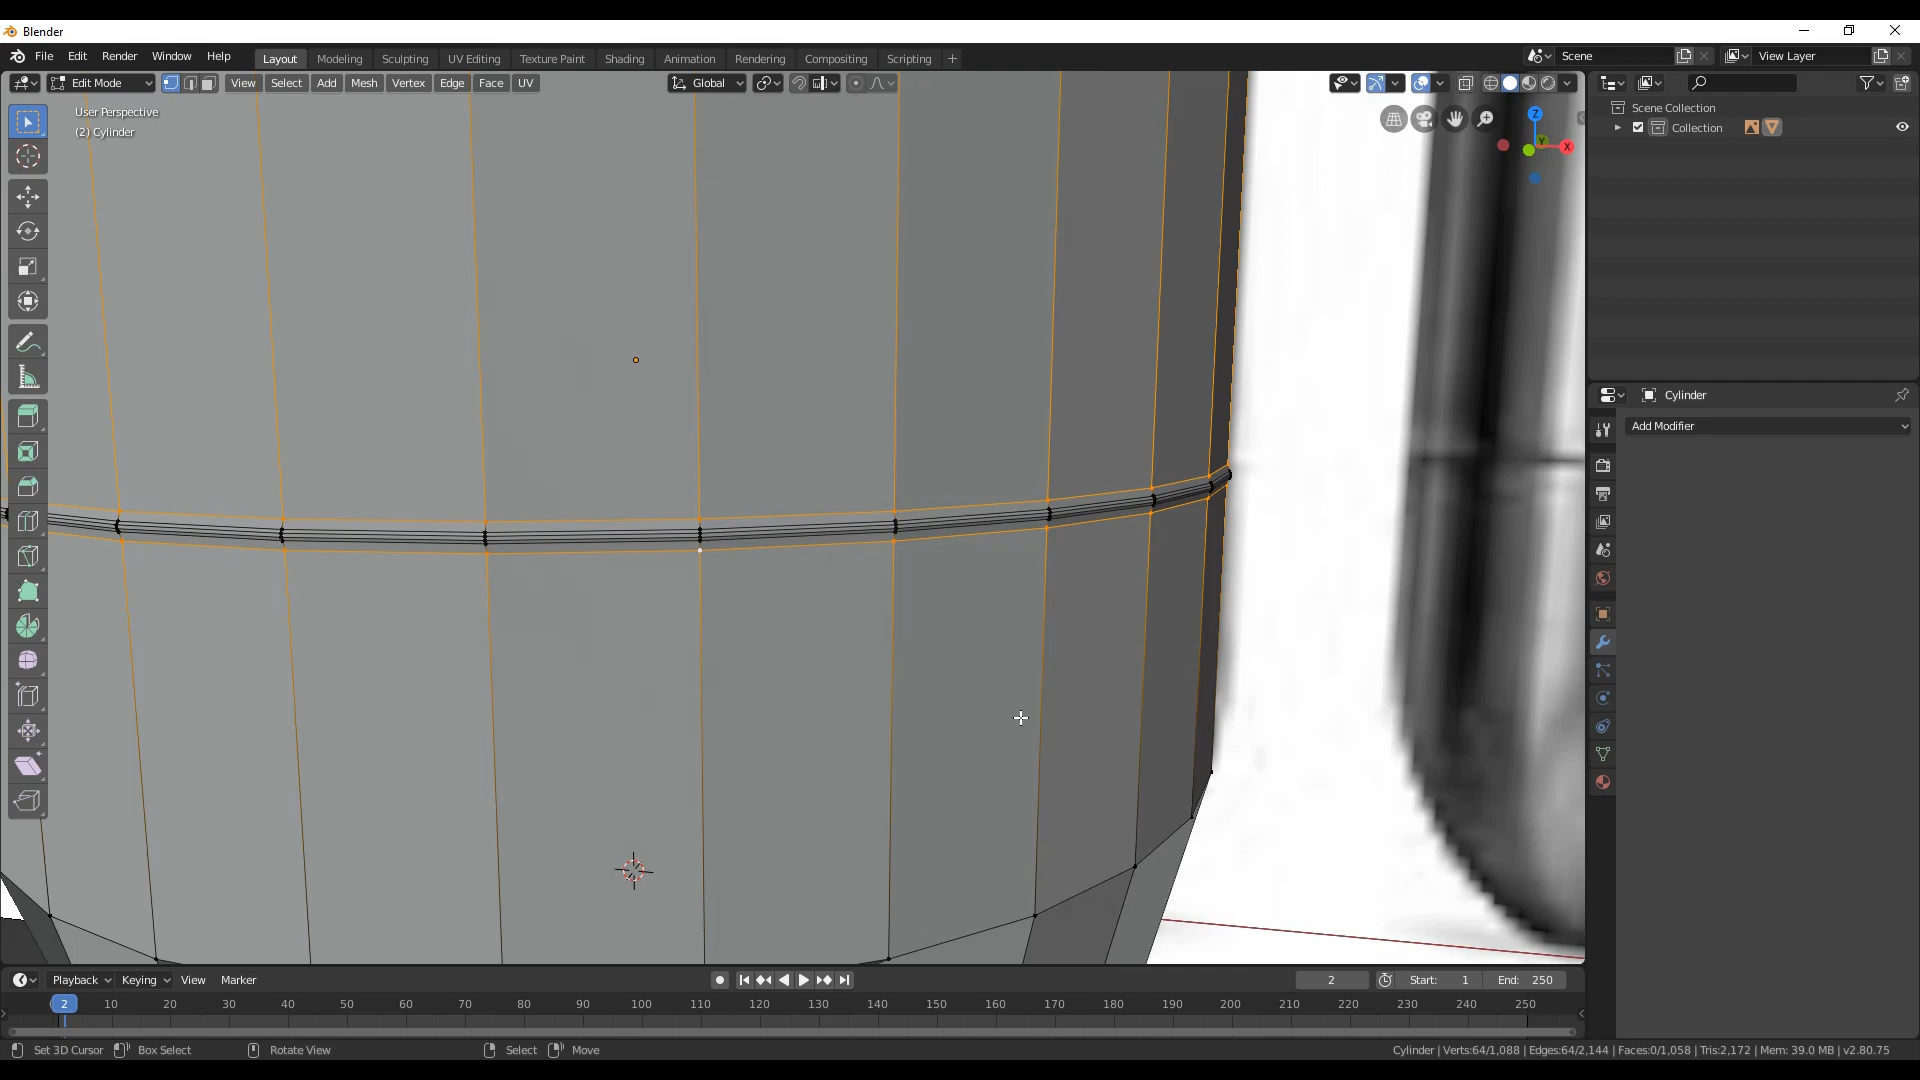 Blender
File Edit Render Window Help Layout Modeling Sculpting UV Editing Texture Paint Shading Animation Rendering Compositing Scripting + Scene View Layer
Edit Mode View Select Add Mesh Vertex Edge Face UV Global
User Perspective
(2) Cylinder
Z
Y
X
Scene Collection
Collection
Cylinder
Add Modifier
Playback Keying View Marker 2 Start: 1 End: 250
2 10 20 30 40 50 60 70 80 90 100 110 120 130 140 150 160 170 180 190 200 210 220 230 240 250
Set 3D Cursor Box Select Rotate View Select Move Cylinder | Verts:64/1,088 | Edges:64/2,144 | Faces:0/1,058 | Tris:2,172 | Mem: 39.0 MB | v2.80.75